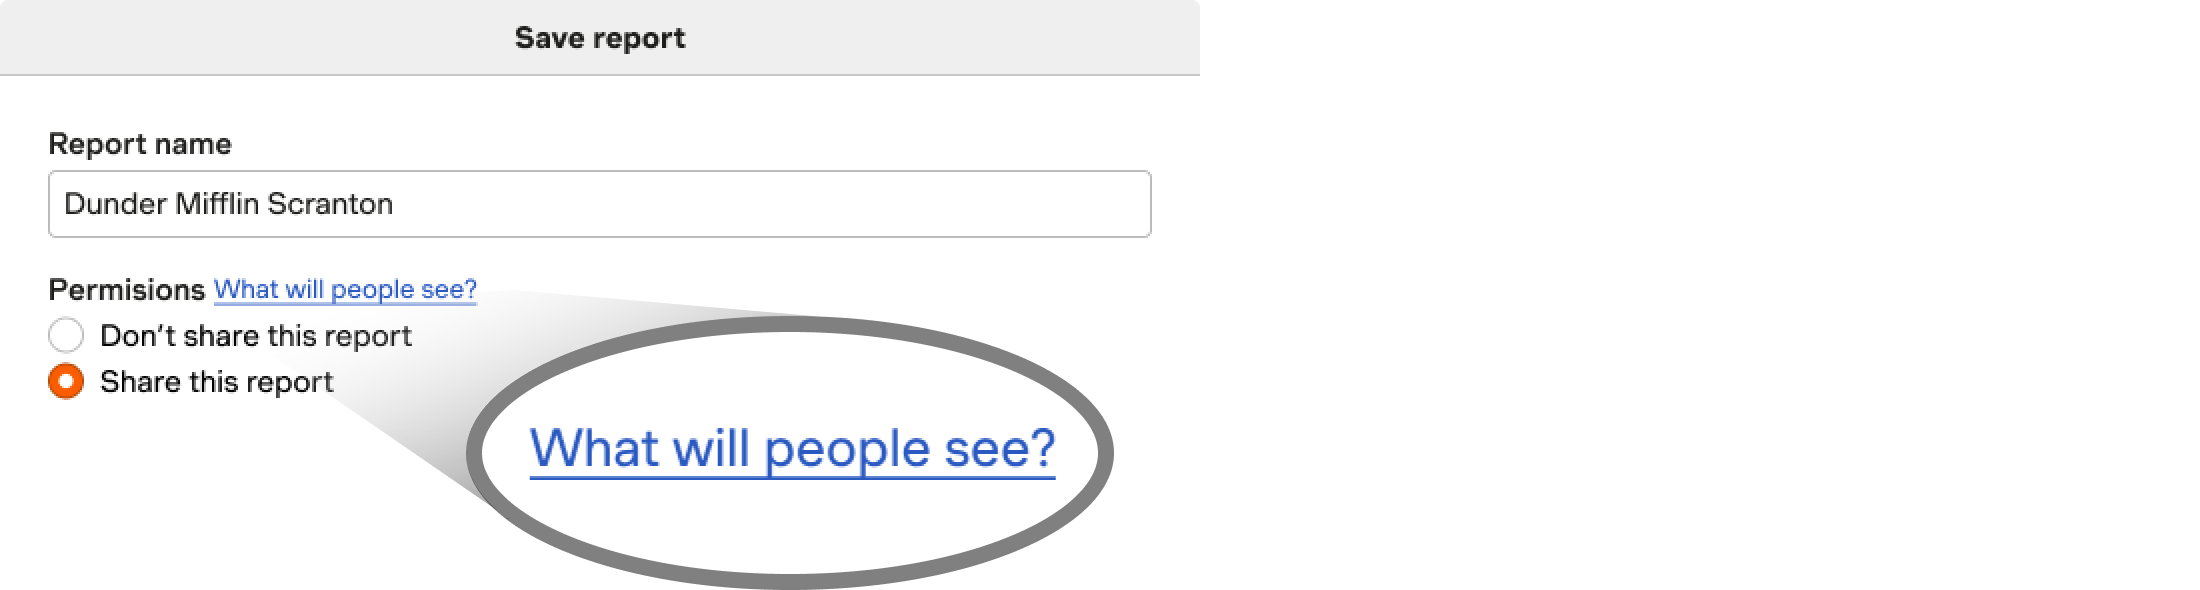 Save report
Report name
Dunder Mifflin Scranton
Permisions What will people see?
Don’t share this report
Share this report
What will people see?